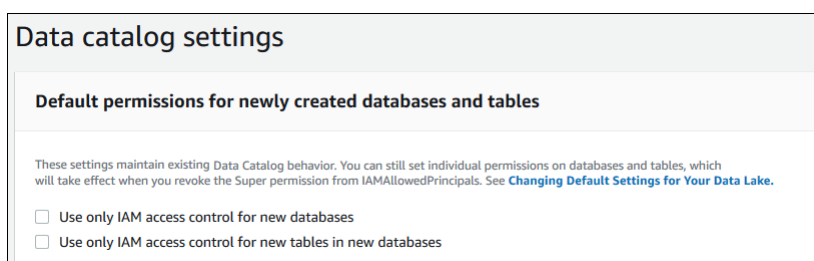 Data catalog settings
Default permissions for newly created databases and tables
These settings maintain existing Data Catalog behavior. You can still set individual permissions on databases and tables, which
will take effect when you revoke the Super permission from IAMAllowedPrincipals. See Changing Default Settings for Your Data Lake.
Use only IAM access control for new databases
Use only IAM access control for new tables in new databases